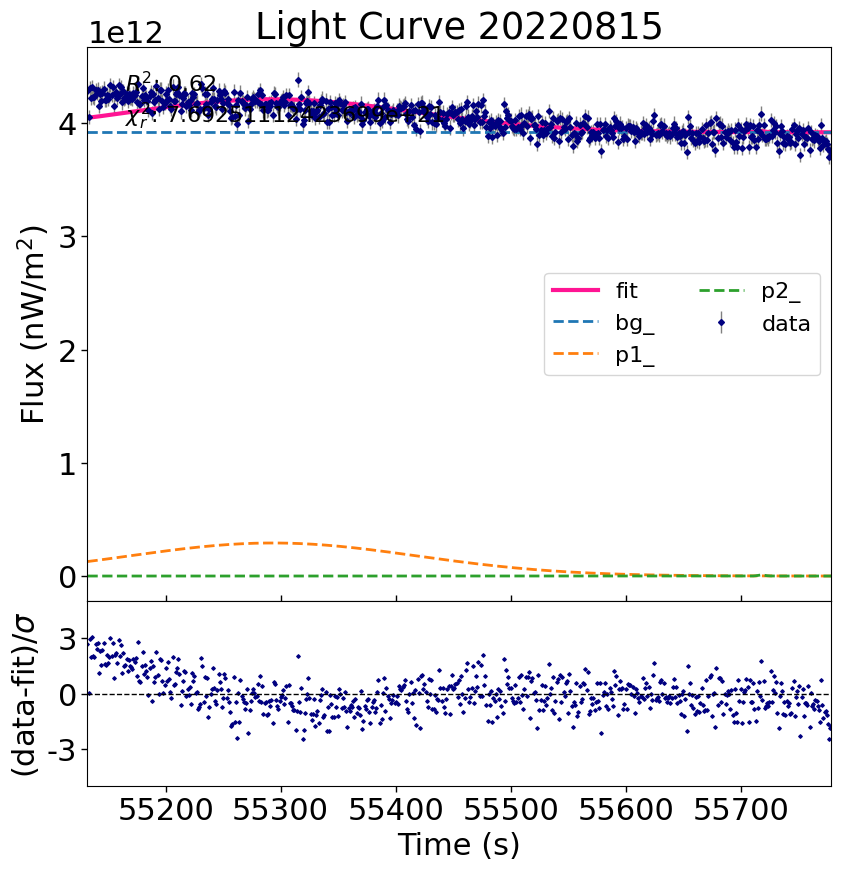 Light Curve 20220815
1e12
R²: 0.62
4
3
2
1
0
Flux (nW/m²)
fit
bg_
p1_
p2_
data
3
0
-3
(data-fit)/σ
55200 55300 55400 55500 55600 55700
Time (s)